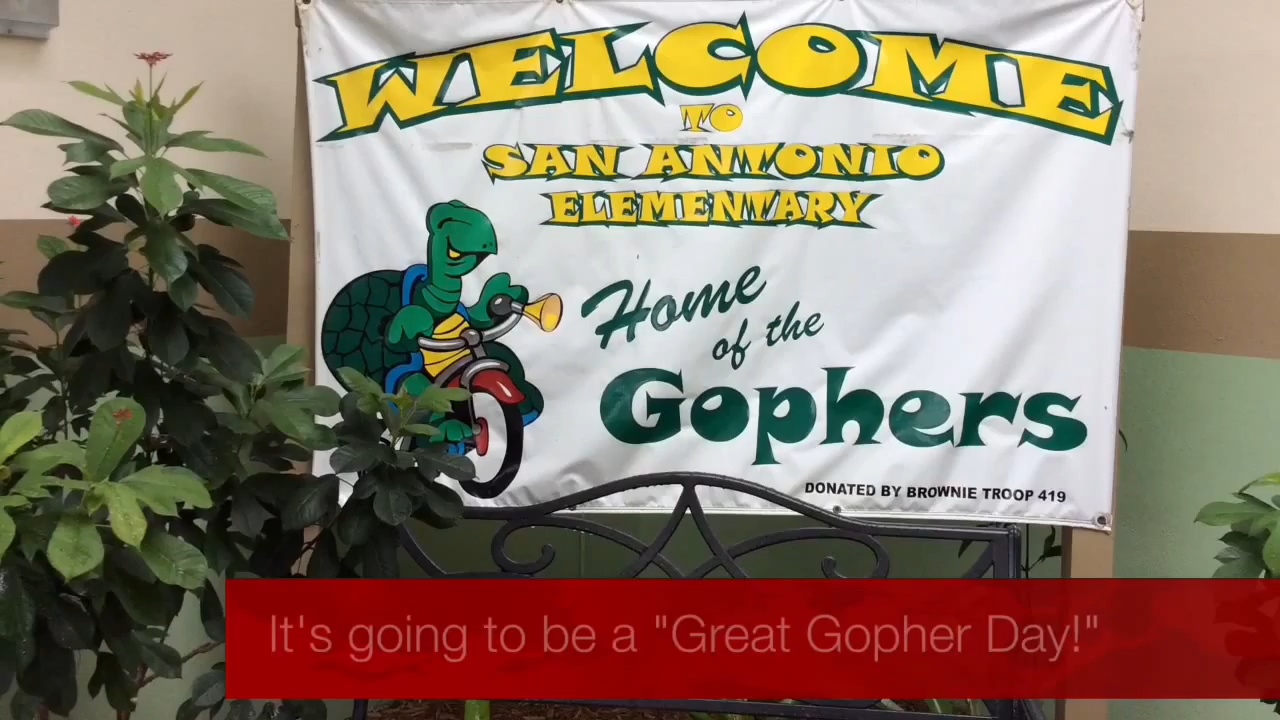 WELCOME
TO
SAN ANTONIO
ELEMENTARY
Home
of the
Gophers
DONATED BY BROWNIE TROOP 419
It's going to be a "Great Gopher Day!"